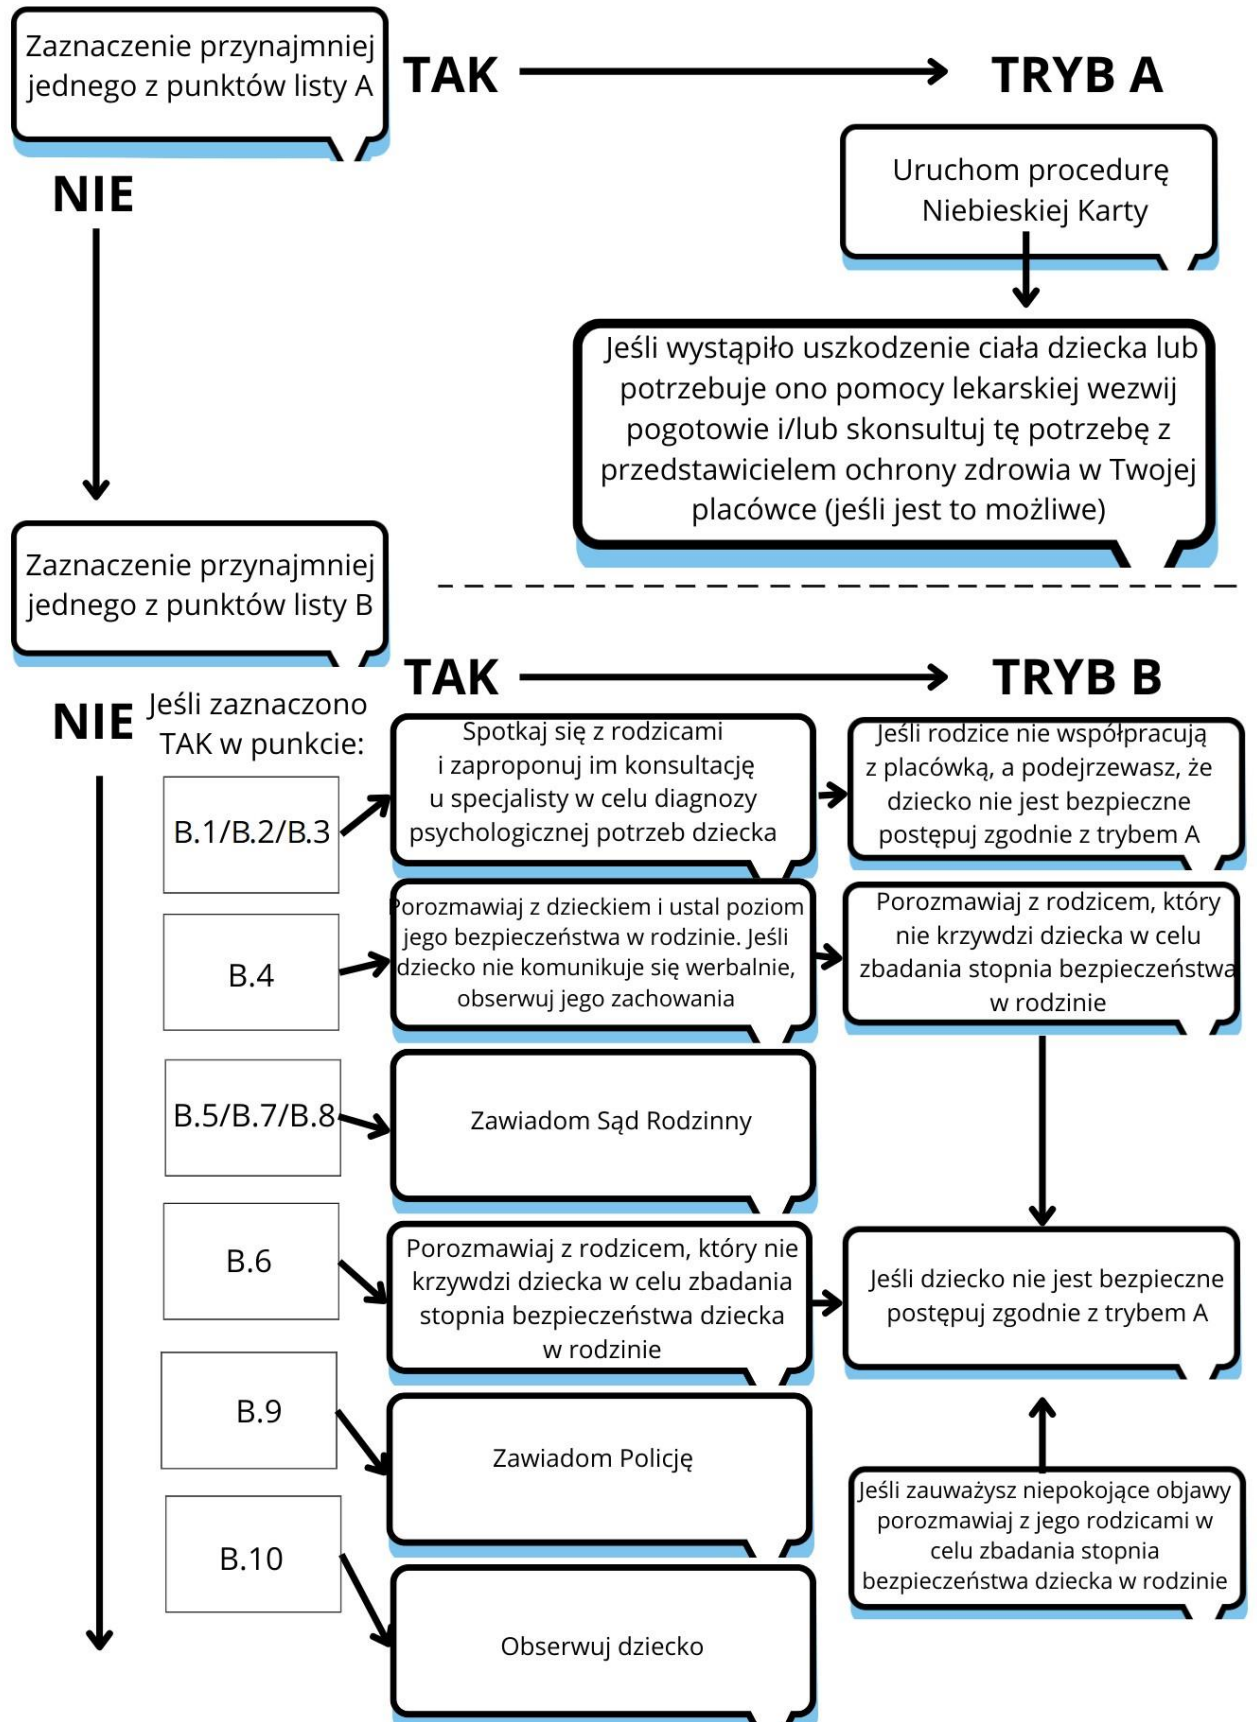 Zaznaczenie przynajmniej
jednego z punktów listy A
TAK
TRYB A
NIE
Uruchom procedurę
Niebieskiej Karty
Jeśli wystąpiło uszkodzenie ciała dziecka lub
potrzebuje ono pomocy lekarskiej wezwij
pogotowie i/lub skonsultuj tę potrzebę z
przedstawicielem ochrony zdrowia w Twojej
placówce (jeśli jest to możliwe)
Zaznaczenie przynajmniej
jednego z punktów listy B
TAK
TRYB B
NIE
Jeśli zaznaczono
TAK w punkcie:
B.1/B.2/B.3
Spotkaj się z rodzicami
i zaproponuj im konsultację
u specjalisty w celu diagnozy
psychologicznej potrzeb dziecka
Jeśli rodzice nie współpracują
z placówką, a podejrzewasz, że
dziecko nie jest bezpieczne
postępuj zgodnie z trybem A
B.4
Porozmawiaj z dzieckiem i ustal poziom
jego bezpieczeństwa w rodzinie. Jeśli
dziecko nie komunikuje się werbalnie,
obserwuj jego zachowania
Porozmawiaj z rodzicem, który
nie krzywdzi dziecka w celu
zbadania stopnia bezpieczeństwa
w rodzinie
B.5/B.7/B.8
Zawiadom Sąd Rodzinny
B.6
Porozmawiaj z rodzicem, który nie
krzywdzi dziecka w celu zbadania
stopnia bezpieczeństwa dziecka
w rodzinie
Jeśli dziecko nie jest bezpieczne
postępuj zgodnie z trybem A
B.9
Zawiadom Policję
B.10
Obserwuj dziecko
Jeśli zauważysz niepokojące objawy
porozmawiaj z jego rodzicami w
celu zbadania stopnia
bezpieczeństwa dziecka w rodzinie